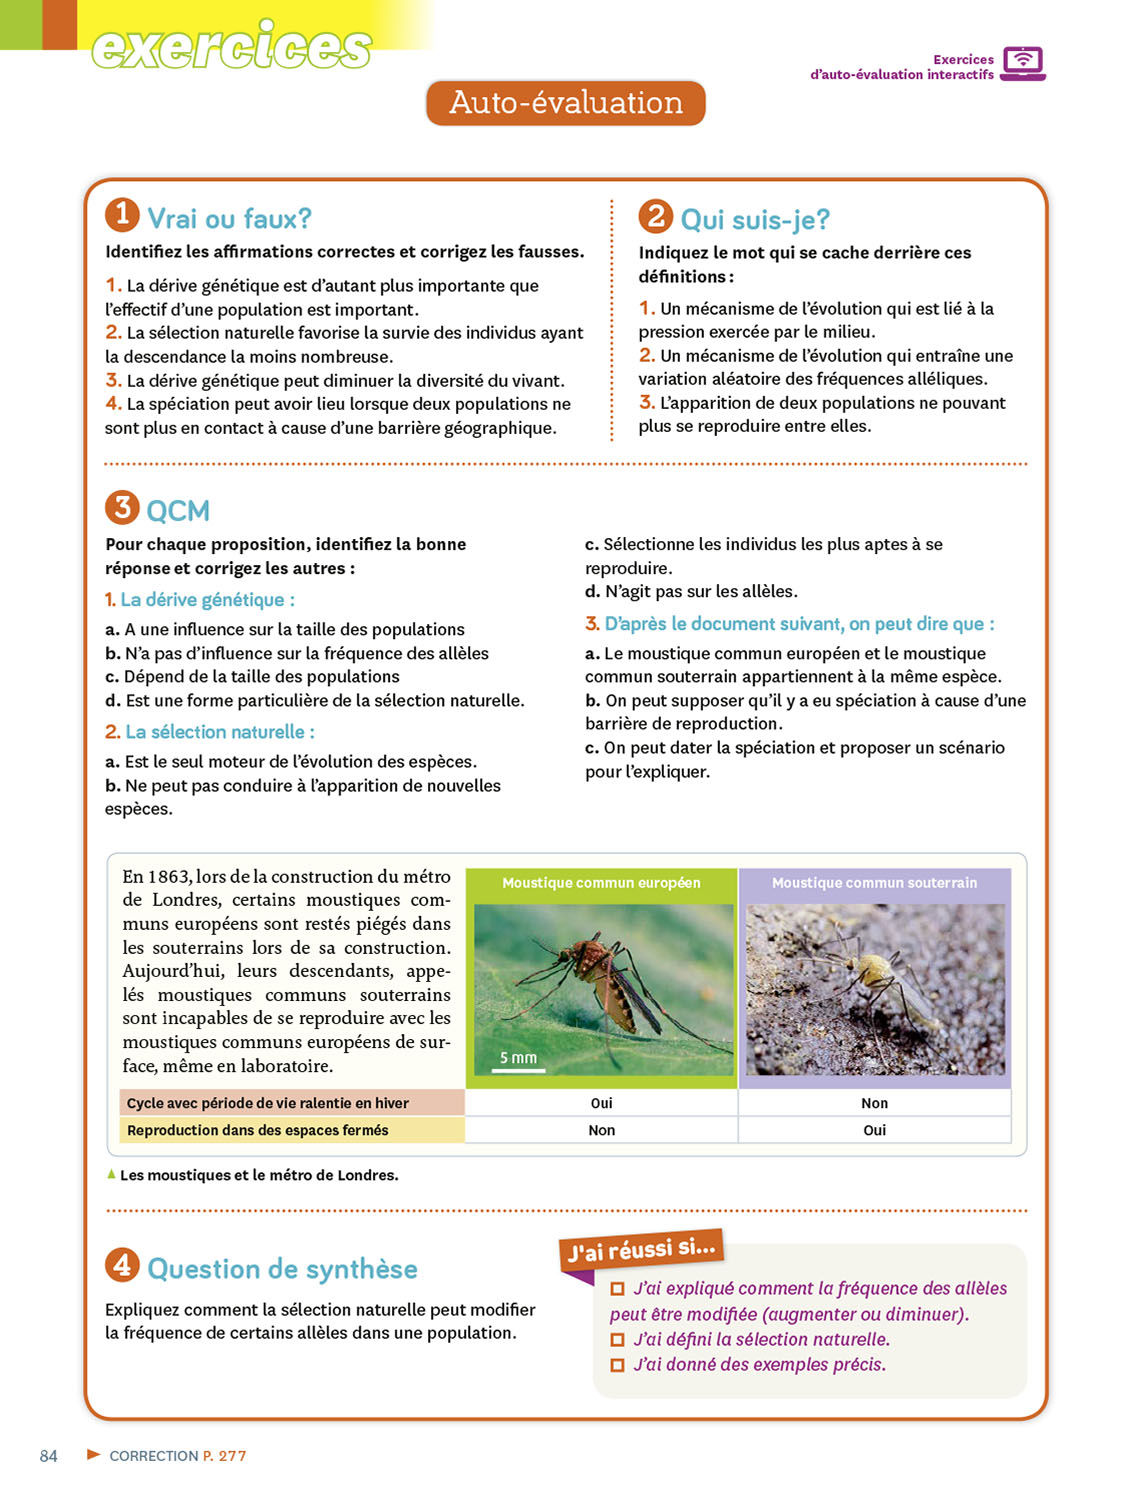 exercices
Exercices
d'auto-évaluation interactifs
Auto-évaluation
1 Vrai ou faux?
Identifiez les affirmations correctes et corrigez les fausses.
1. La dérive génétique est d'autant plus importante que
l'effectif d'une population est important.
2. La sélection naturelle favorise la survie des individus ayant
la descendance la moins nombreuse.
3. La dérive génétique peut diminuer la diversité du vivant.
4. La spéciation peut avoir lieu lorsque deux populations ne
sont plus en contact à cause d'une barrière géographique.
2 Qui suis-je?
Indiquez le mot qui se cache derrière ces
définitions :
1. Un mécanisme de l'évolution qui est lié à la
pression exercée par le milieu.
2. Un mécanisme de l'évolution qui entraîne une
variation aléatoire des fréquences alléliques.
3. L'apparition de deux populations ne pouvant
plus se reproduire entre elles.
3 QCM
Pour chaque proposition, identifiez la bonne
réponse et corrigez les autres :
1. La dérive génétique :
a. A une influence sur la taille des populations
b. N'a pas d'influence sur la fréquence des allèles
c. Dépend de la taille des populations
d. Est une forme particulière de la sélection naturelle.
2. La sélection naturelle :
a. Est le seul moteur de l'évolution des espèces.
b. Ne peut pas conduire à l'apparition de nouvelles
espèces.
c. Sélectionne les individus les plus aptes à se
reproduire.
d. N'agit pas sur les allèles.
3. D'après le document suivant, on peut dire que :
a. Le moustique commun européen et le moustique
commun souterrain appartiennent à la même espèce.
b. On peut supposer qu'il y a eu spéciation à cause d'une
barrière de reproduction.
c. On peut dater la spéciation et proposer un scénario
pour l'expliquer.
En 1863, lors de la construction du métro
de Londres, certains moustiques com-
muns européens sont restés piégés dans
les souterrains lors de sa construction.
Aujourd'hui, leurs descendants, appe-
lés moustiques communs souterrains
sont incapables de se reproduire avec les
moustiques communs européens de sur-
face, même en laboratoire.
Moustique commun européen
Moustique commun souterrain
5 mm
Cycle avec période de vie ralentie en hiver Oui Non
Reproduction dans des espaces fermés Non Oui
Les moustiques et le métro de Londres.
4 Question de synthèse
Expliquez comment la sélection naturelle peut modifier
la fréquence de certains allèles dans une population.
J'ai réussi si...
J'ai expliqué comment la fréquence des allèles
peut être modifiée (augmenter ou diminuer).
J'ai défini la sélection naturelle.
J'ai donné des exemples précis.
84 CORRECTION P. 277